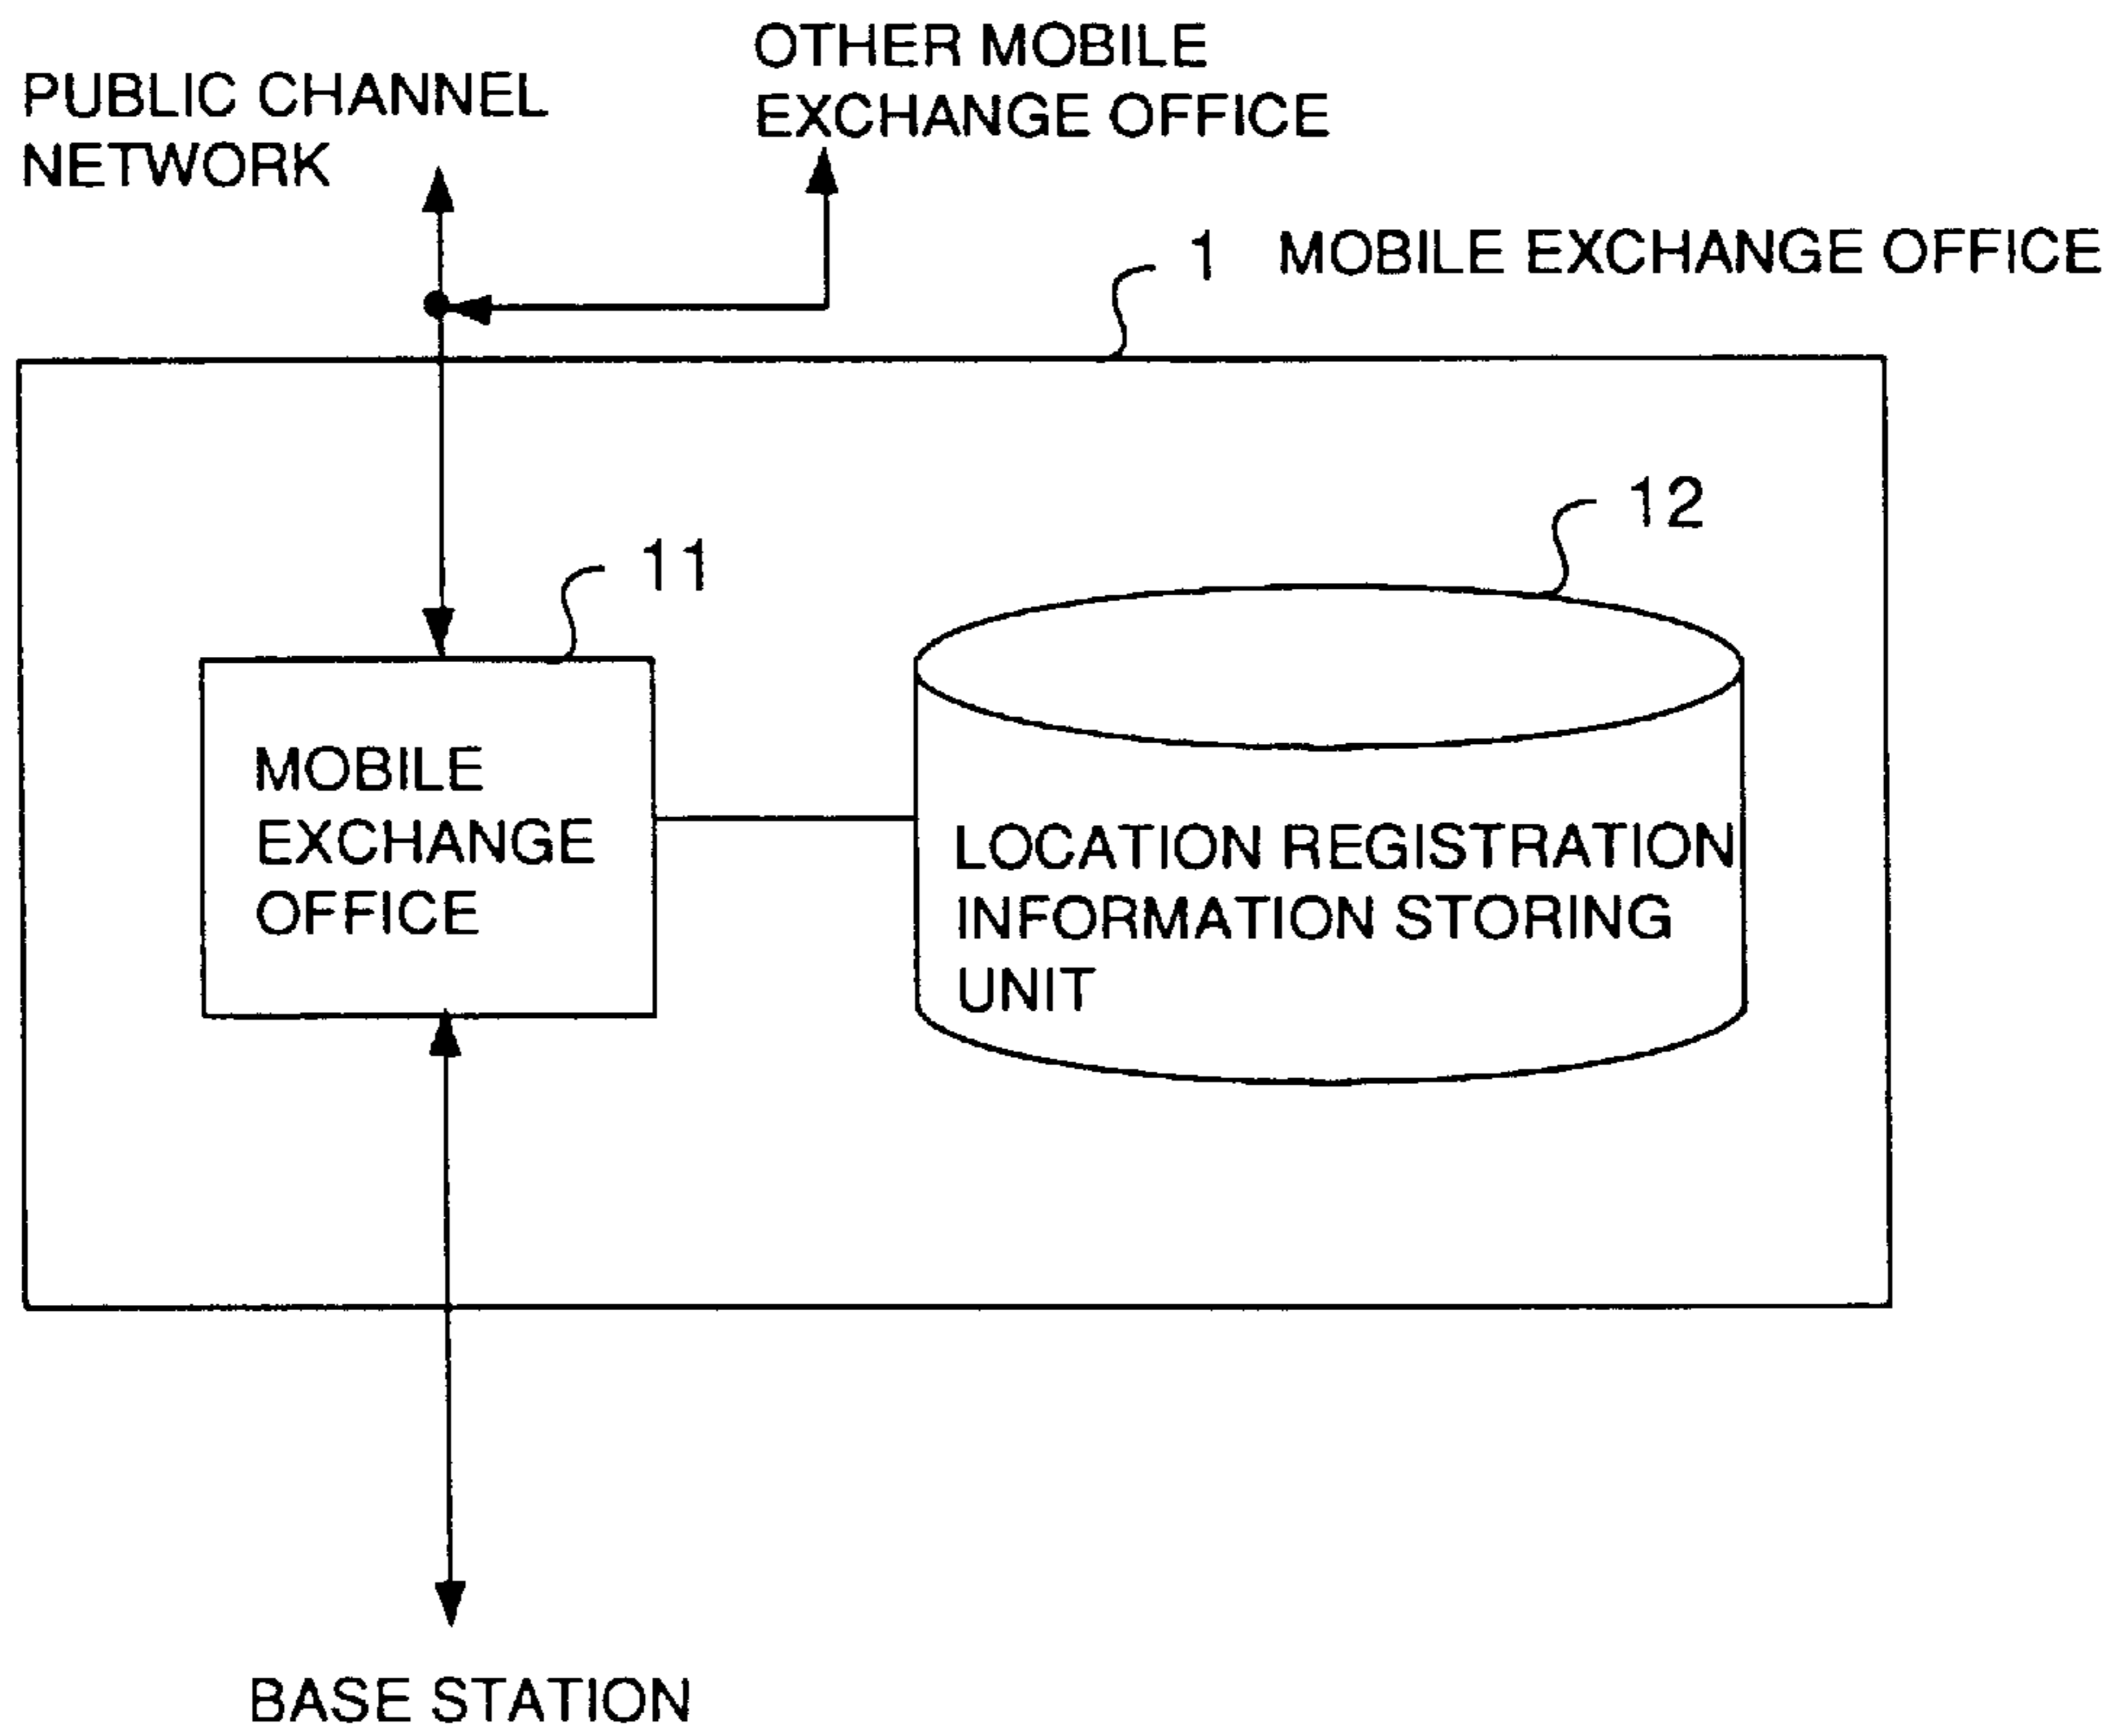 OTHER MOBILE
EXCHANGE OFFICE
PUBLIC CHANNEL
NETWORK
1 MOBILE EXCHANGE OFFICE
12
11
MOBILE
EXCHANGE
OFFICE
LOCATION REGISTRATION
INFORMATION STORING
UNIT
BASE STATION